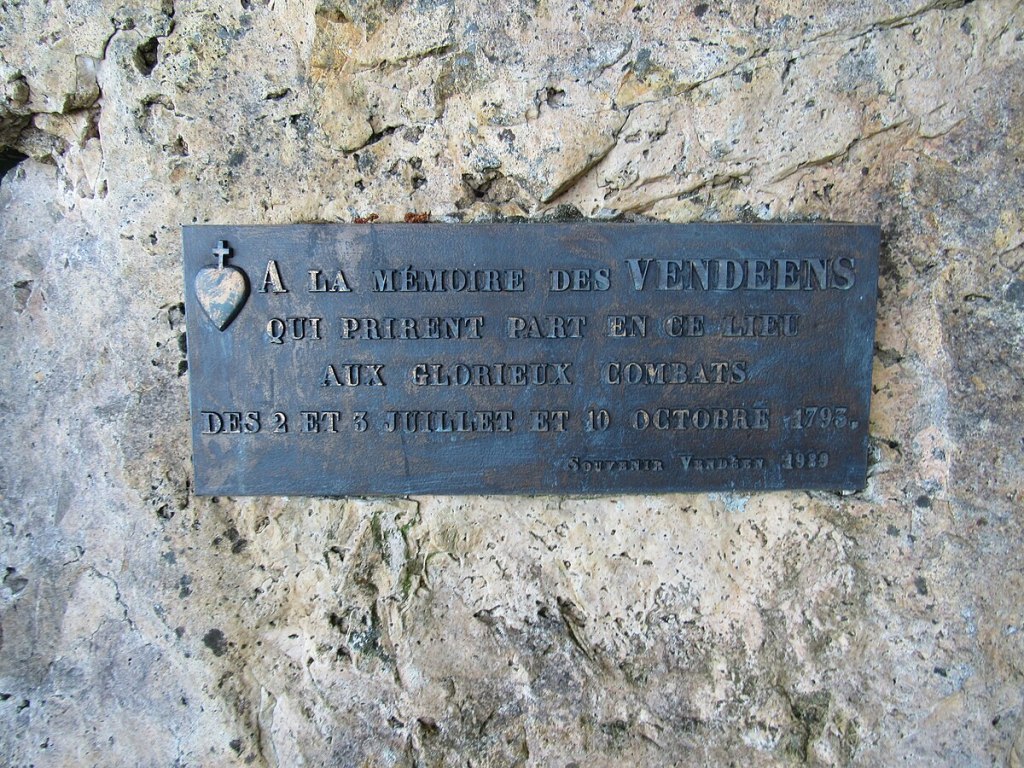 A LA MÉMOIRE DES VENDEENS
QUI PRIRENT PART EN CE LIEU
AUX GLORIEUX COMBATS
DES 2 ET 3 JUILLET ET 10 OCTOBRE 1793.
SOUVENIR VENDÉEN 1939